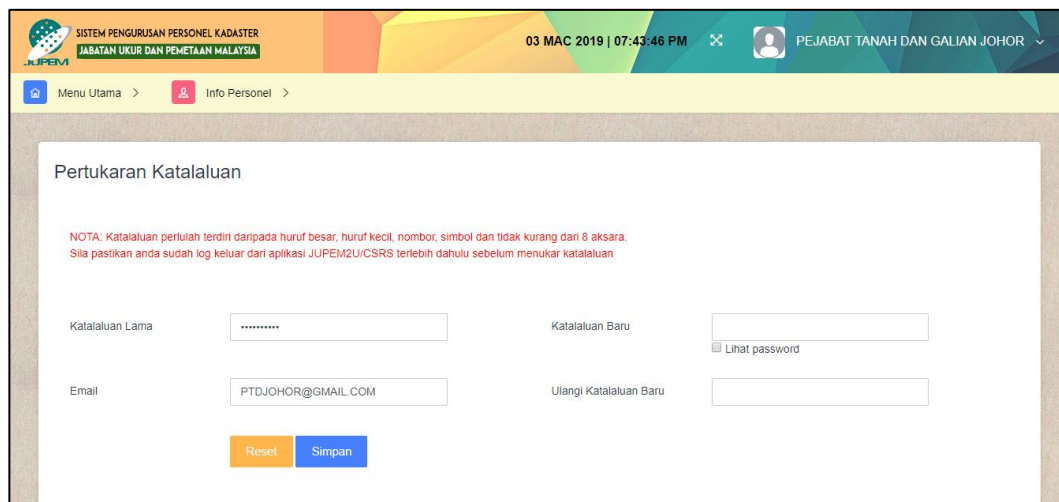 SISTEM PENGURUSAN PERSONEL KADASTER
JABATAN UKUR DAN PEMETAAN MALAYSIA
JUPEM
03 MAC 2019 | 07:43:46 PM
PEJABAT TANAH DAN GALIAN JOHOR
Menu Utama >
Info Personel >
Pertukaran Katalaluan
NOTA: Katalaluan perlulah terdiri daripada huruf besar, huruf kecil, nombor, simbol dan tidak kurang dari 8 aksara.
Sila pastikan anda sudah log keluar dari aplikasi JUPEM2U/CSRS terlebih dahulu sebelum menukar katalaluan
Katalaluan Lama
••••••••••
Katalaluan Baru
Lihat password
Email
PTDJOHOR@GMAIL.COM
Ulangi Katalaluan Baru
Reset
Simpan